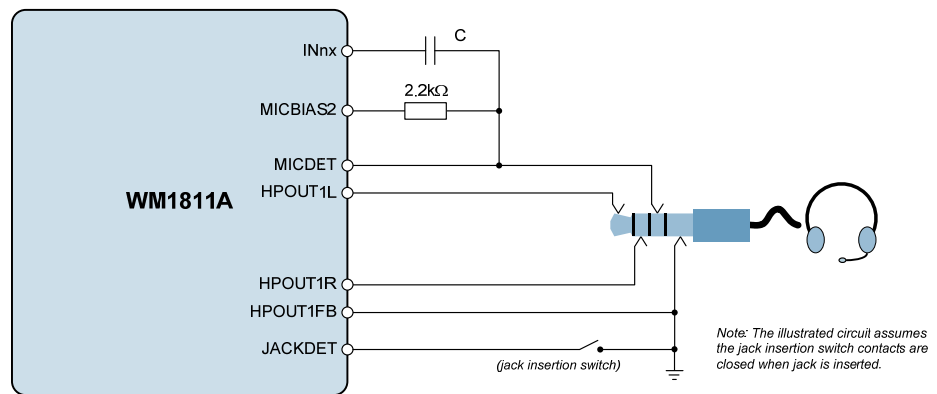 INnx
C
2.2kΩ
MICBIAS2
MICDET
HPOUT1L
WM1811A
HPOUT1R
HPOUT1FB
JACKDET
(jack insertion switch)
Note: The illustrated circuit assumes
the jack insertion switch contacts are
closed when jack is inserted.